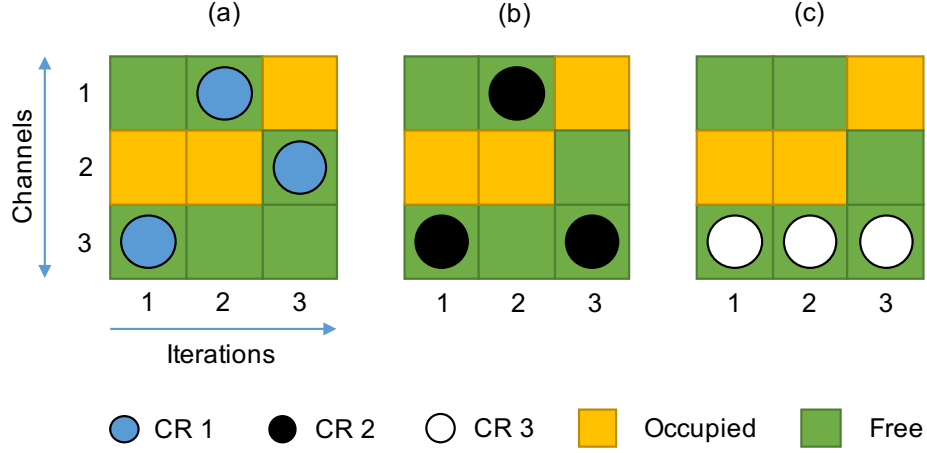 (a) (b) (c)
Channels
1
2
3
1 2 3 1 2 3 1 2 3
Iterations
CR 1 CR 2 CR 3 Occupied Free